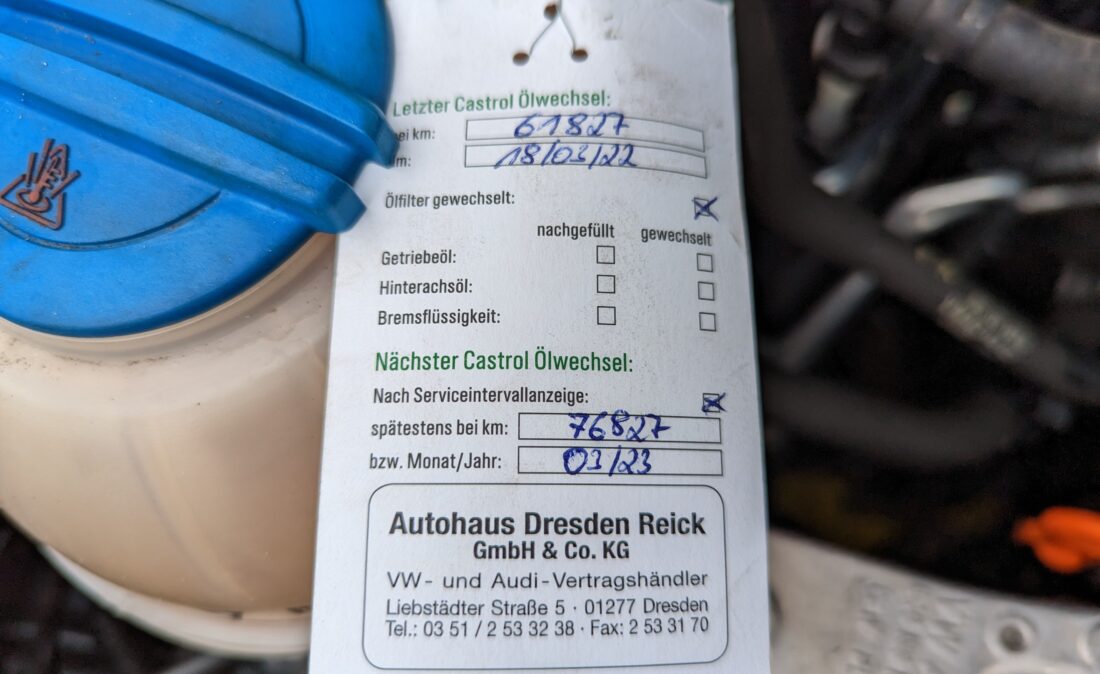 Letzter Castrol Ölwechsel:
bei km: 61827
18/03/22
Ölfilter gewechselt:
nachgefüllt gewechselt
Getriebeöl:
Hinterachsöl:
Bremsflüssigkeit:
Nächster Castrol Ölwechsel:
Nach Serviceintervallanzeige:
spätestens bei km: 76827
bzw. Monat/Jahr: 03/23
Autohaus Dresden Reick
GmbH & Co. KG
VW- und Audi-Vertragshändler
Liebstädter Straße 5 · 01277 Dresden
Tel.: 03 51 / 2 53 32 38 · Fax: 2 53 31 70